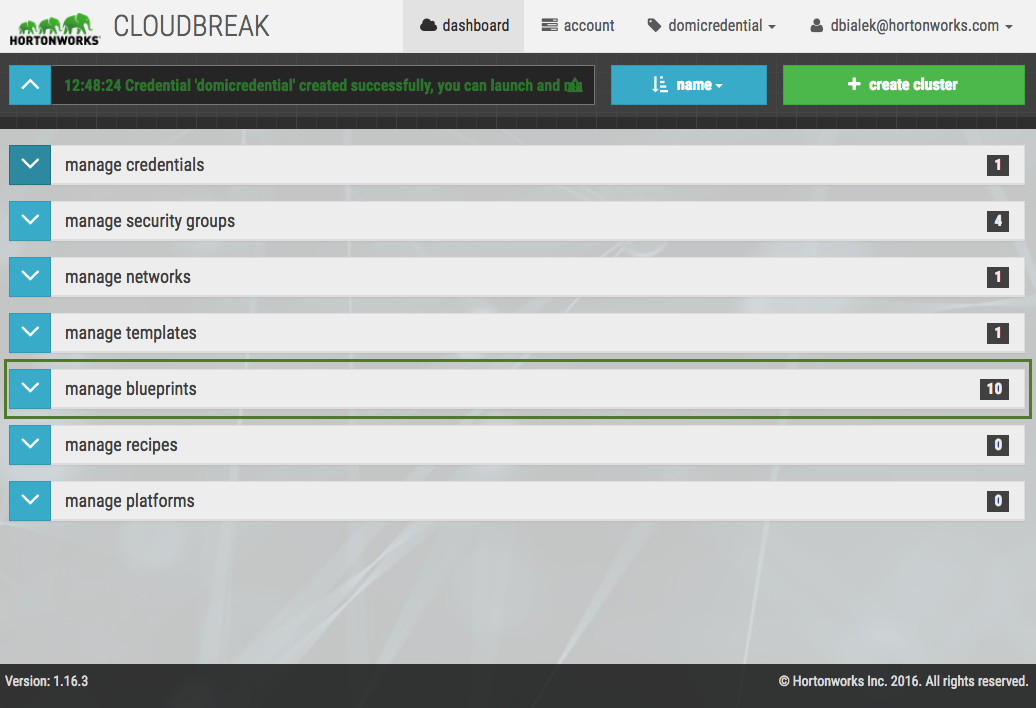 HORTONWORKS CLOUDBREAK dashboard account domicredential dbialek@hortonworks.com
12:48:24 Credential 'domicredential' created successfully, you can launch and name create cluster
manage credentials 1
manage security groups 4
manage networks 1
manage templates 1
manage blueprints 10
manage recipes 0
manage platforms 0
Version: 1.16.3 © Hortonworks Inc. 2016. All rights reserved.